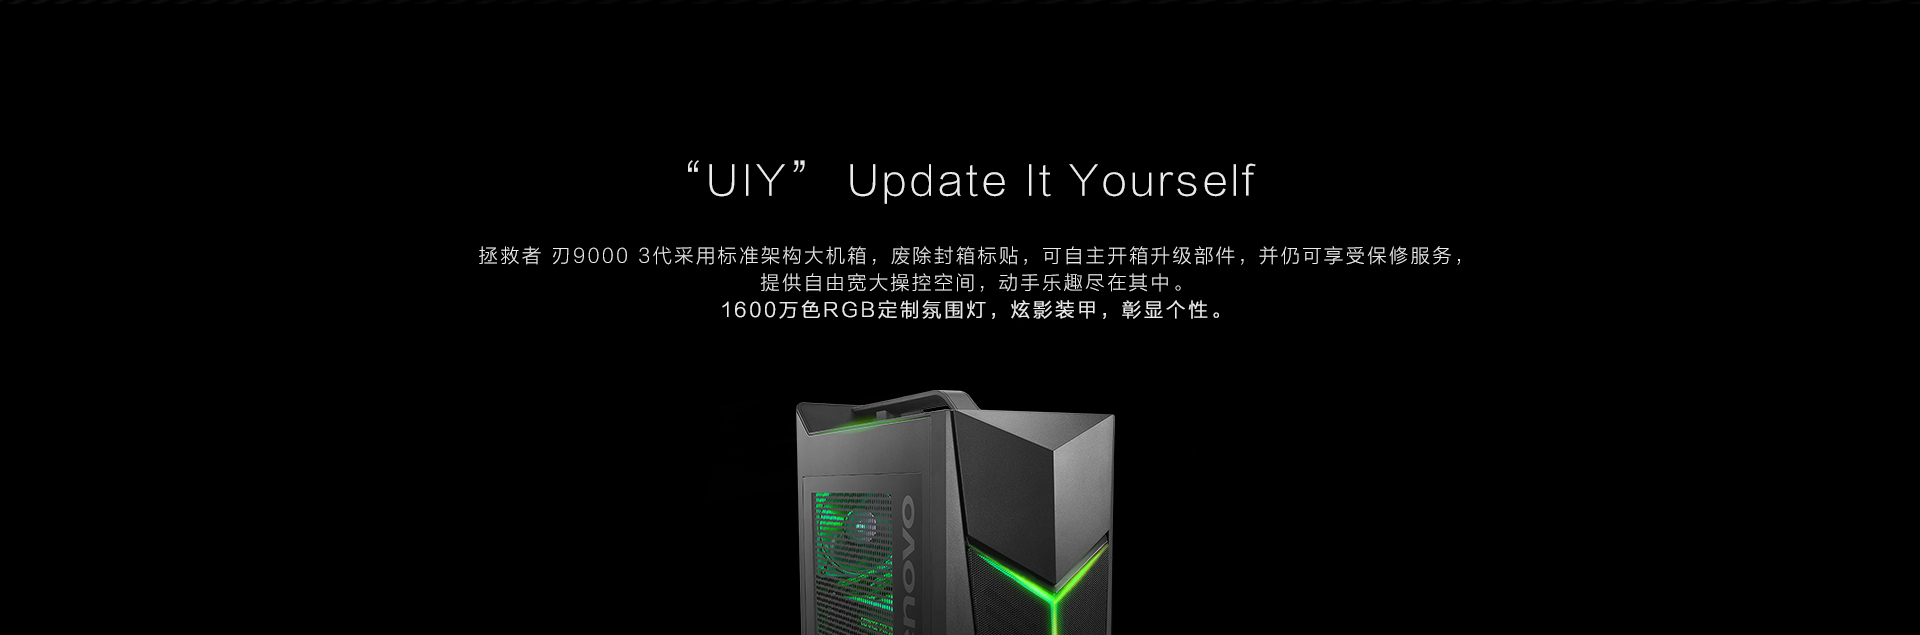 “UIY” Update It Yourself
拯救者 刃9000 3代采用标准架构大机箱，废除封箱标贴，可自主开箱升级部件，并仍可享受保修服务，
提供自由宽大操控空间，动手乐趣尽在其中。
1600万色RGB定制氛围灯，炫影装甲，彰显个性。
novo